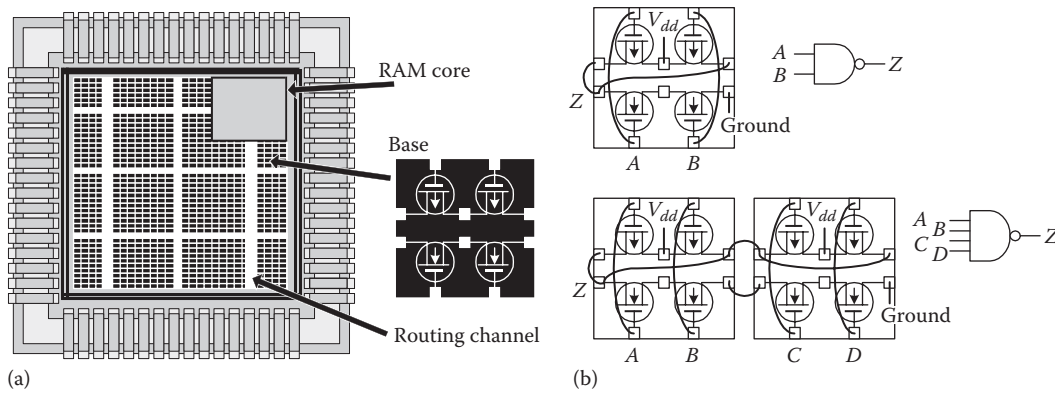 RAM core
Base
Routing channel
(a)
V_dd
Z
Ground
A B
A
B
Z
V_dd V_dd
Z
Ground
A B C D
A
B
C
D
Z
(b)